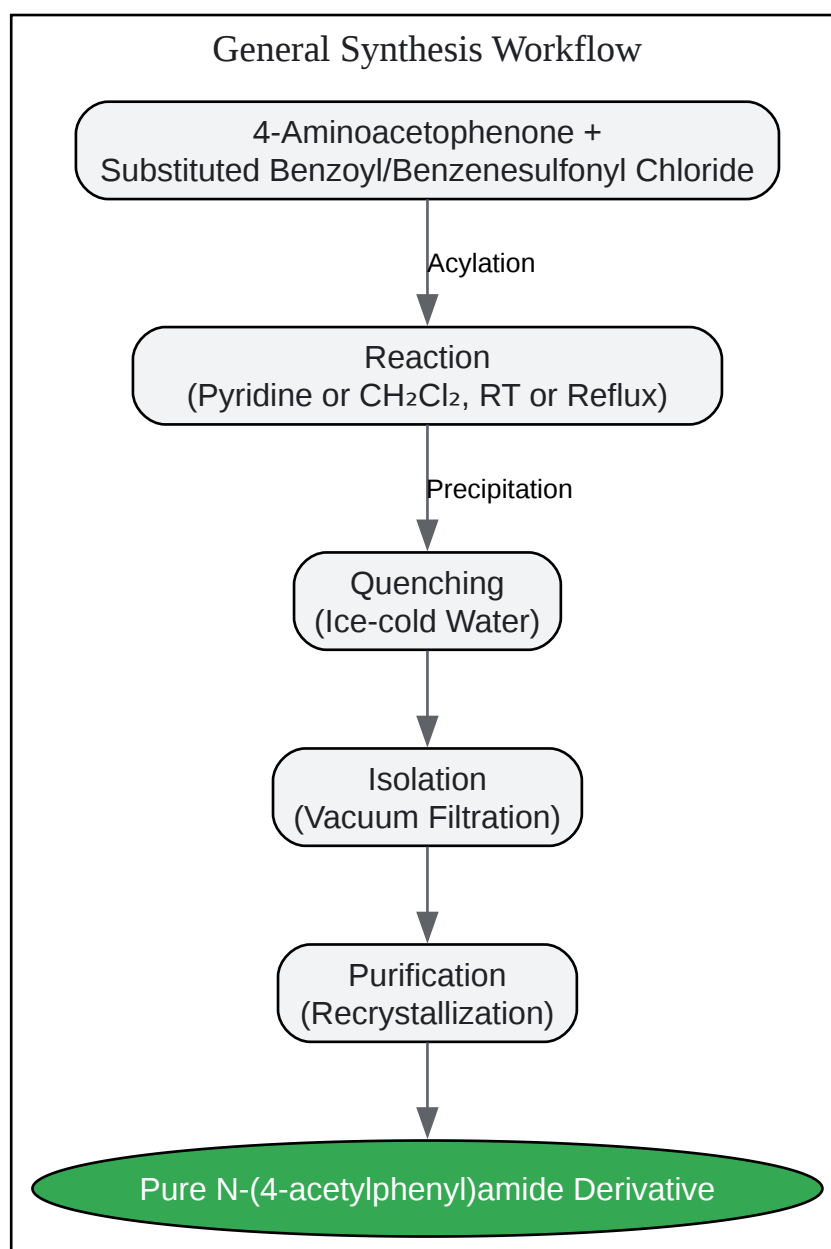 General Synthesis Workflow
4-Aminoacetophenone +
Substituted Benzoyl/Benzenesulfonyl Chloride
Acylation
Reaction
(Pyridine or CH₂Cl₂, RT or Reflux)
Precipitation
Quenching
(Ice-cold Water)
Isolation
(Vacuum Filtration)
Purification
(Recrystallization)
Pure N-(4-acetylphenyl)amide Derivative